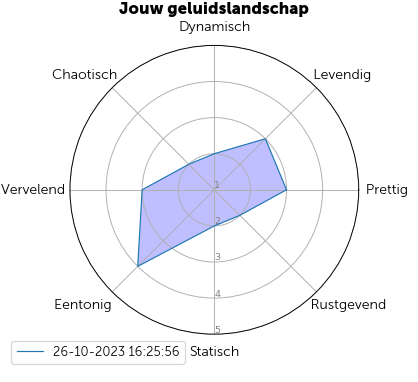 Jouw geluidslandschap
Dynamisch
Chaotisch
Levendig
Vervelend
1
Prettig
2
3
4
Eentonig
Rustgevend
5
26-10-2023 16:25:56
Statisch